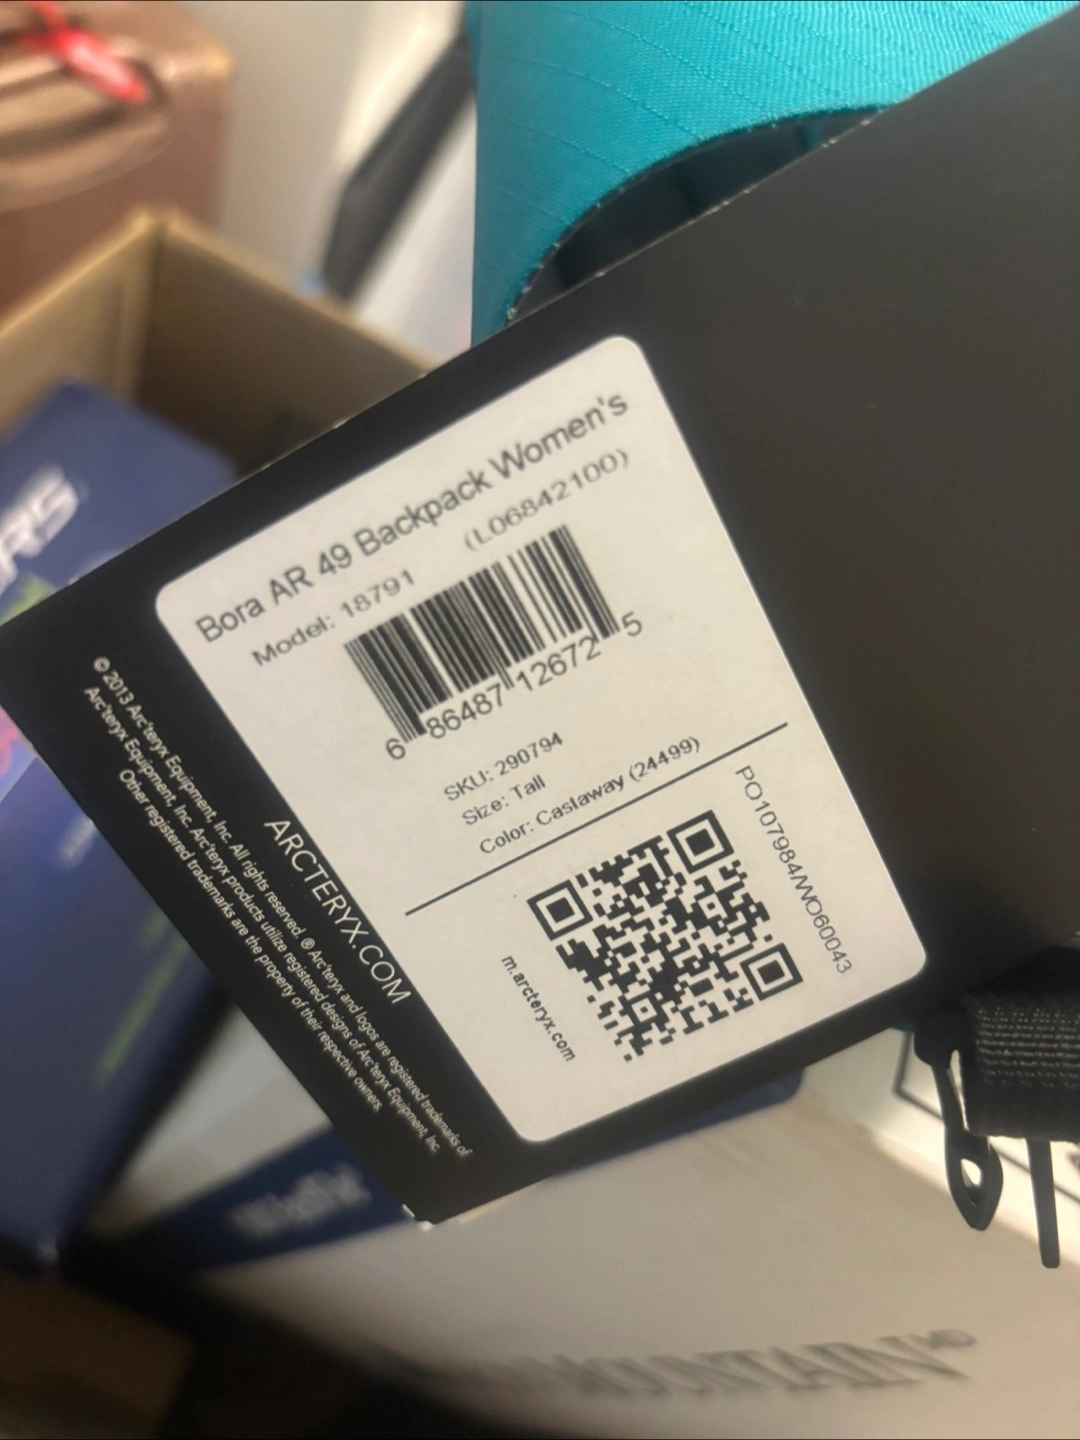 Bora AR 49 Backpack Women's
Model: 18791 (L06842100)
6 86487 12672 5
SKU: 290794
Size: Tall
Color: Castaway (24499)
PO107984/WO60043
m.arcteryx.com
ARCTERYX.COM
© 2013 Arc'teryx Equipment, Inc. All rights reserved. ® Arc'teryx and logos are registered trademarks of
Arc'teryx Equipment, Inc. Arc'teryx products utilize registered designs of Arc'teryx Equipment, Inc.
Other registered trademarks are the property of their respective owners.
MOUNTAIN